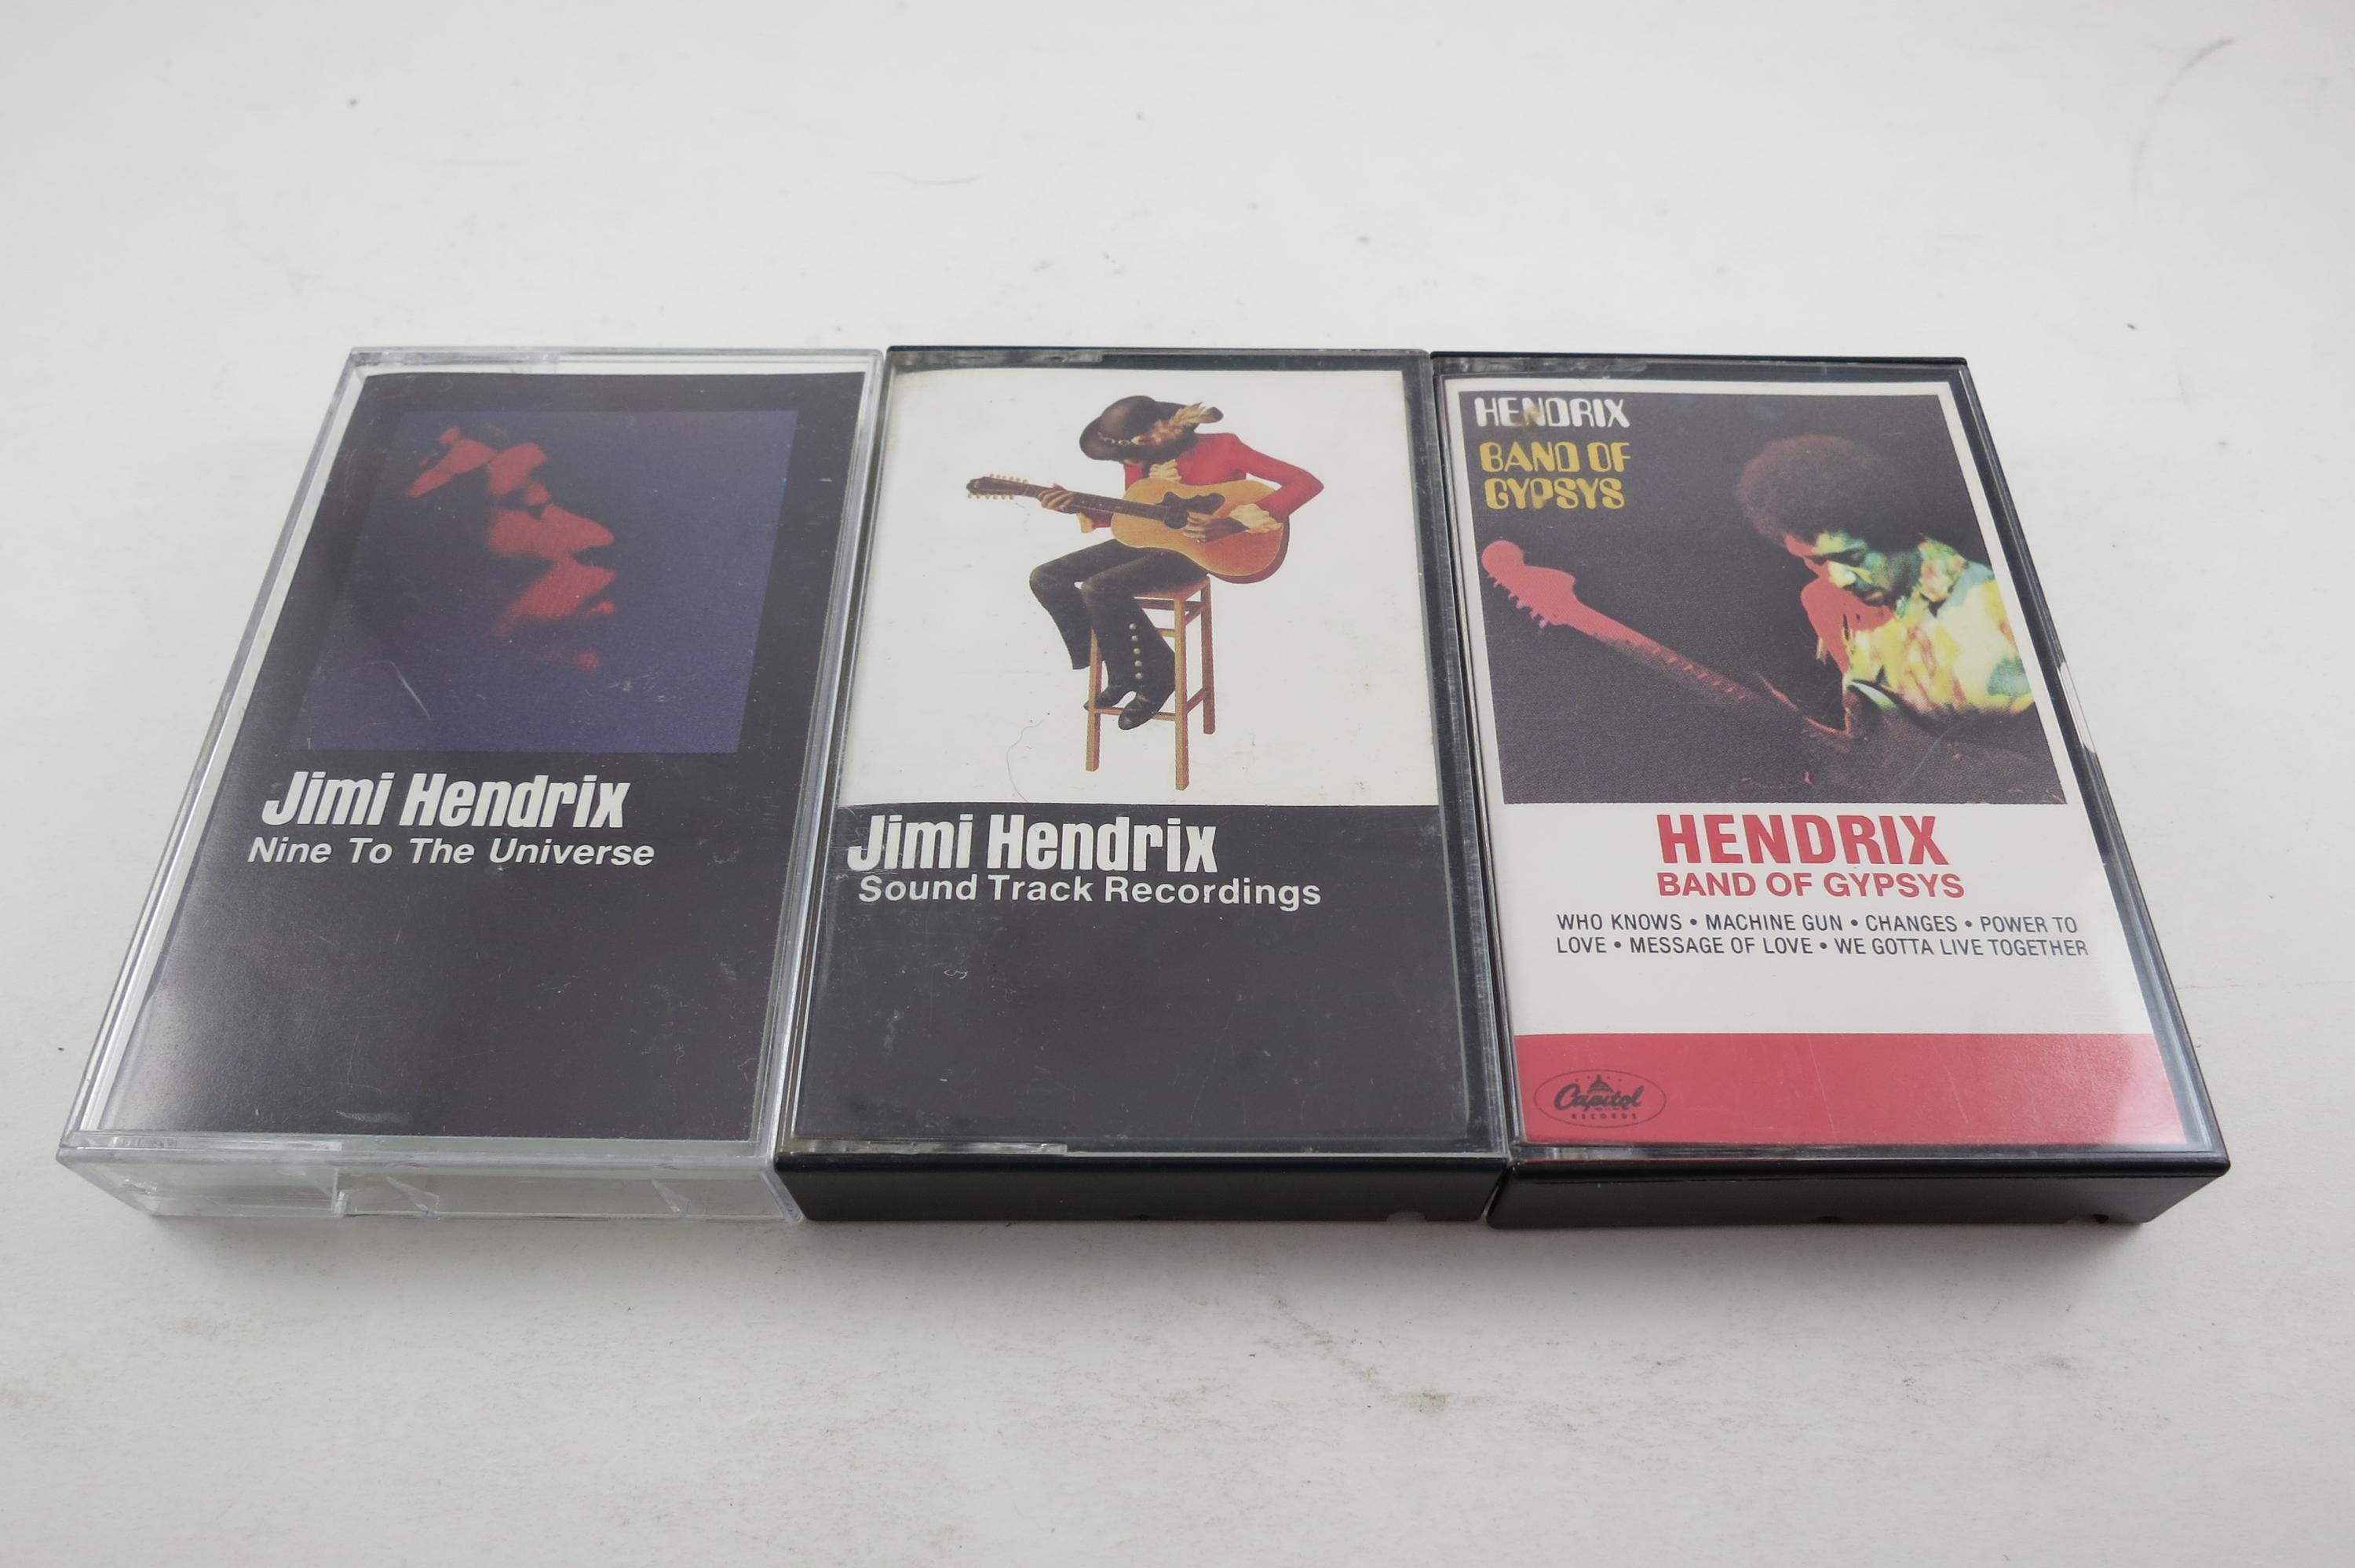 Jimi Hendrix
Nine To The Universe
Jimi Hendrix
Sound Track Recordings
HENDRIX
BAND OF
GYPSYS
HENDRIX
BAND OF GYPSYS
WHO KNOWS • MACHINE GUN • CHANGES • POWER TO
LOVE • MESSAGE OF LOVE • WE GOTTA LIVE TOGETHER
Capitol
RECORDS